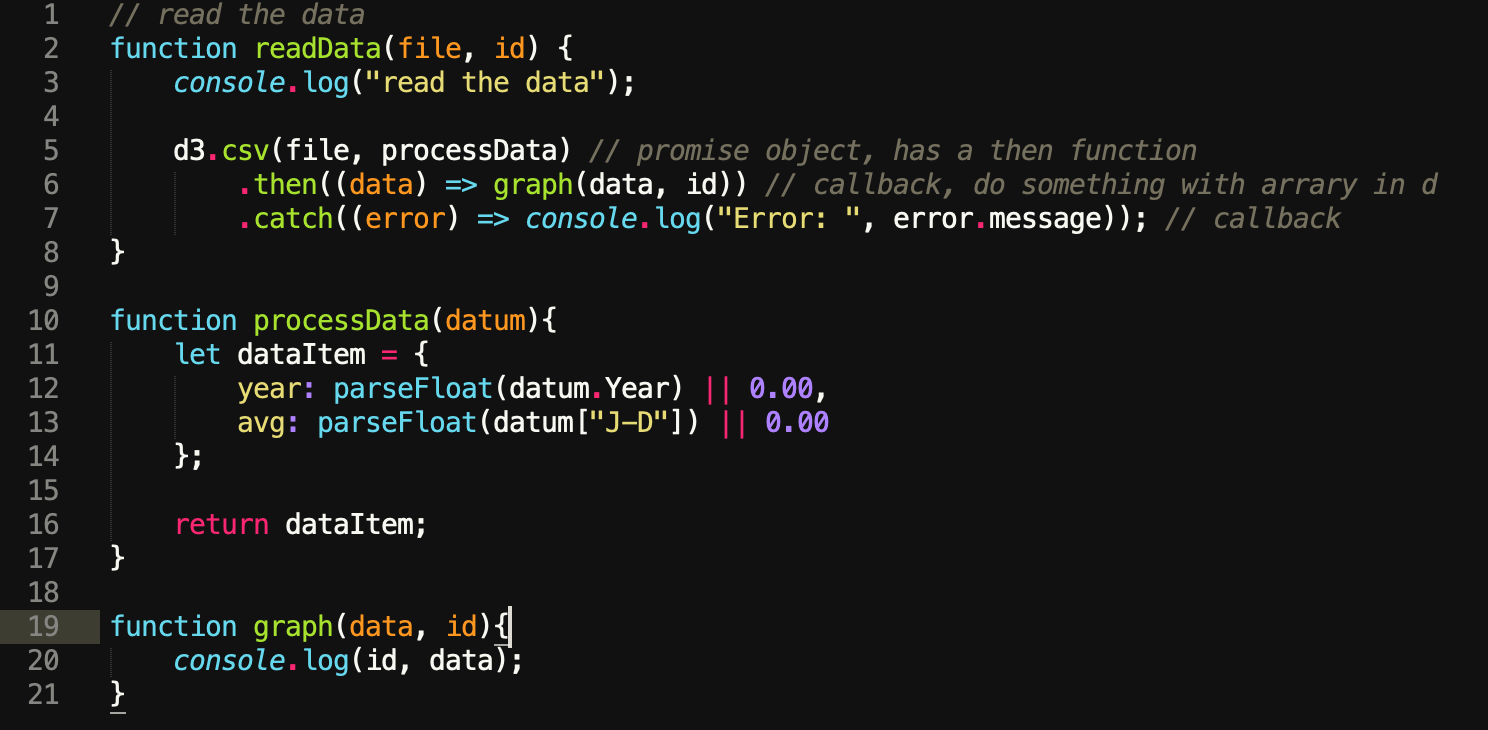 1 // read the data
2 function readData(file, id) {
3     console.log("read the data");
4
5     d3.csv(file, processData) // promise object, has a then function
6         .then((data) => graph(data, id)) // callback, do something with arrary in d
7         .catch((error) => console.log("Error: ", error.message)); // callback
8 }
9
10 function processData(datum){
11     let dataItem = {
12         year: parseFloat(datum.Year) || 0.00,
13         avg: parseFloat(datum["J-D"]) || 0.00
14     };
15
16     return dataItem;
17 }
18
19 function graph(data, id){
20     console.log(id, data);
21 }